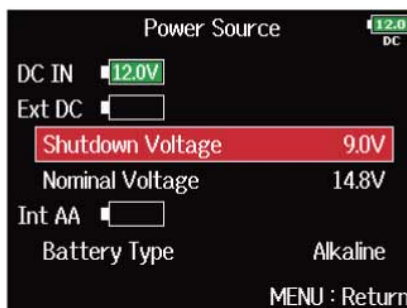 Power Source
12.0
DC
DC IN 12.0V
Ext DC
Shutdown Voltage 9.0V
Nominal Voltage 14.8V
Int AA
Battery Type Alkaline
MENU : Return